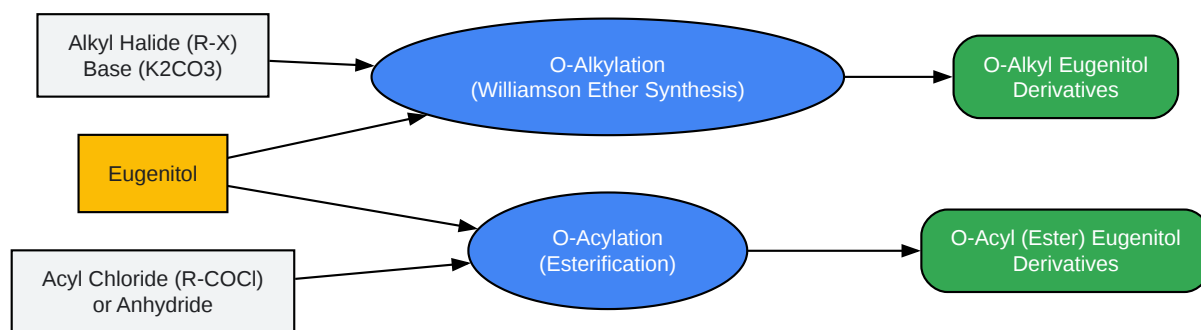 Alkyl Halide (R-X)
Base (K2CO3)
O-Alkylation
(Williamson Ether Synthesis)
O-Alkyl Eugenitol
Derivatives
Eugenitol
O-Acylation
(Esterification)
O-Acyl (Ester) Eugenitol
Derivatives
Acyl Chloride (R-COCl)
or Anhydride